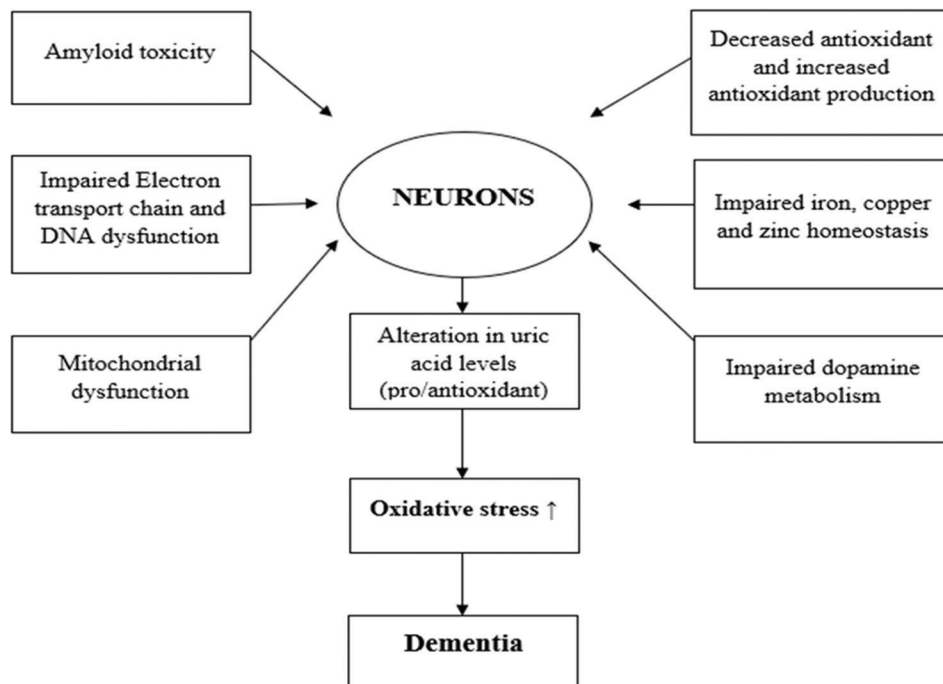 Amyloid toxicity
Decreased antioxidant
and increased
antioxidant production
Impaired Electron
transport chain and
DNA dysfunction
NEURONS
Impaired iron, copper
and zinc homeostasis
Mitochondrial
dysfunction
Alteration in uric
acid levels
(pro/antioxidant)
Impaired dopamine
metabolism
Oxidative stress ↑
Dementia